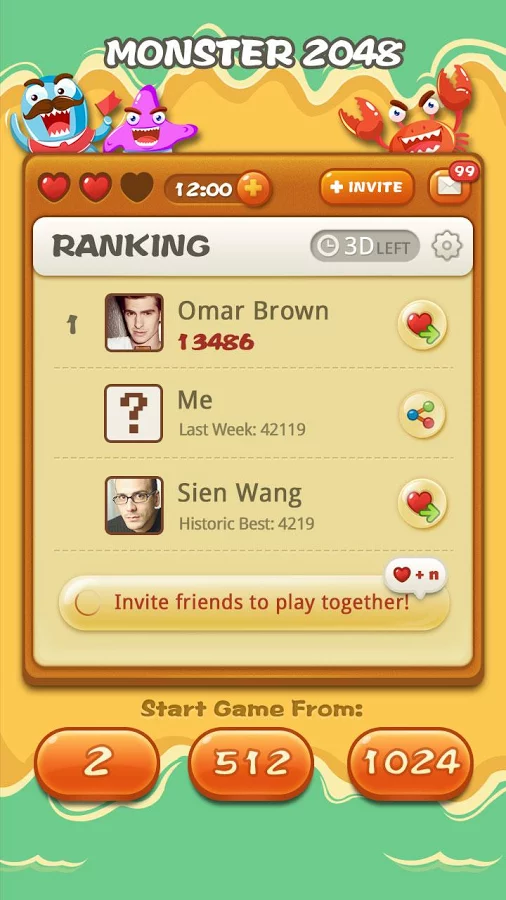 MONSTER 2048
12:00
+ INVITE
99
RANKING
3D LEFT
1
Omar Brown
13486
?
Me
Last Week: 42119
Sien Wang
Historic Best: 4219
+ n
Invite friends to play together!
Start Game From:
2
512
1024